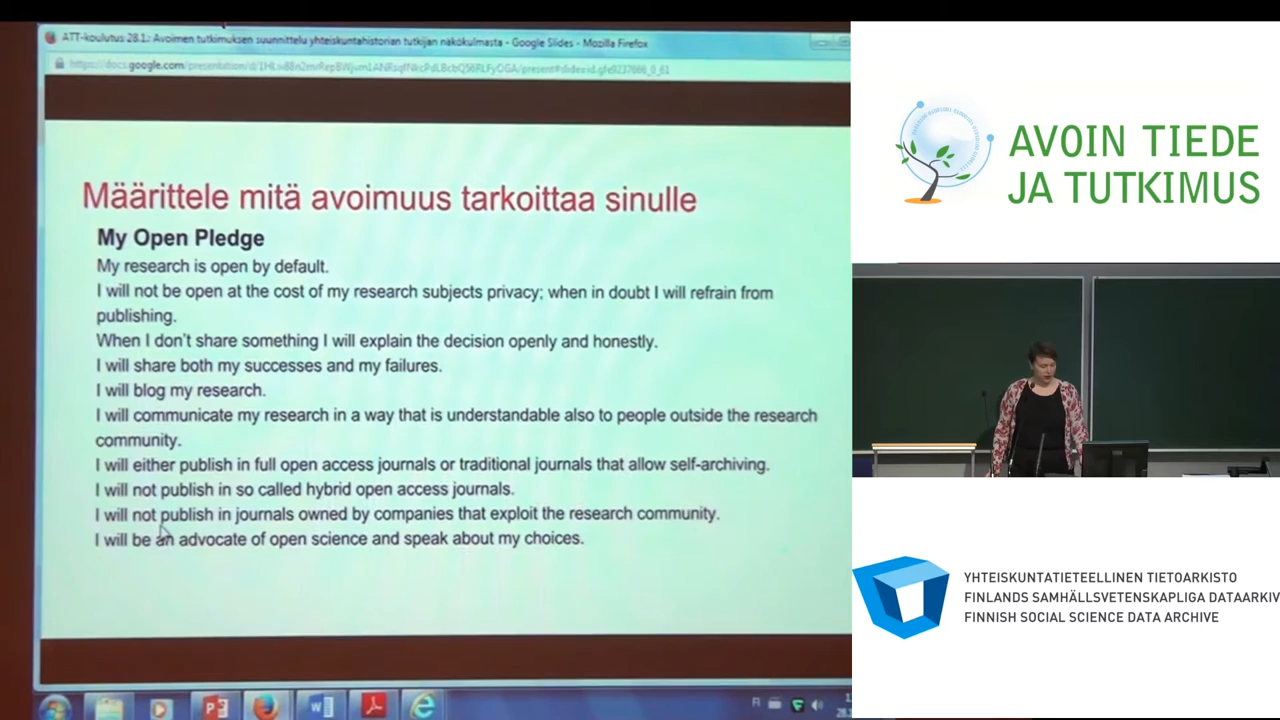 ATT-koulutus 28.1.: Avoimen tutkimuksen suunnittelu yhteiskuntahistorian tutkijan näkökulmasta - Google Slides - Mozilla Firefox
Määrittele mitä avoimuus tarkoittaa sinulle
My Open Pledge
My research is open by default.
I will not be open at the cost of my research subjects privacy; when in doubt I will refrain from
publishing.
When I don't share something I will explain the decision openly and honestly.
I will share both my successes and my failures.
I will blog my research.
I will communicate my research in a way that is understandable also to people outside the research
community.
I will either publish in full open access journals or traditional journals that allow self-archiving.
I will not publish in so called hybrid open access journals.
I will not publish in journals owned by companies that exploit the research community.
I will be an advocate of open science and speak about my choices.
FI
AVOIN TIEDE
JA TUTKIMUS
YHTEISKUNTATIETEELLINEN TIETOARKISTO
FINLANDS SAMHÄLLSVETENSKAPLIGA DATAARKIV
FINNISH SOCIAL SCIENCE DATA ARCHIVE